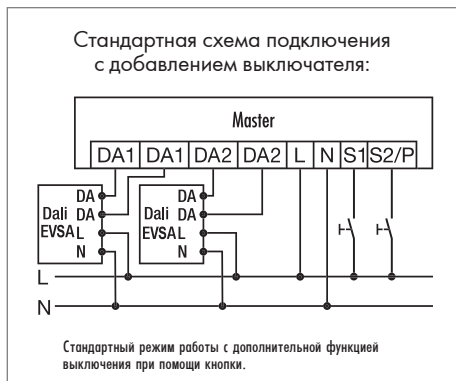 Стандартная схема подключения
с добавлением выключателя:
Master
DA1 DA1 DA2 DA2 L N S1 S2/P
DA DA
Dali DA Dali DA
EVSA L EVSA L
N N
L
N
Стандартный режим работы с дополнительной функцией
выключения при помощи кнопки.